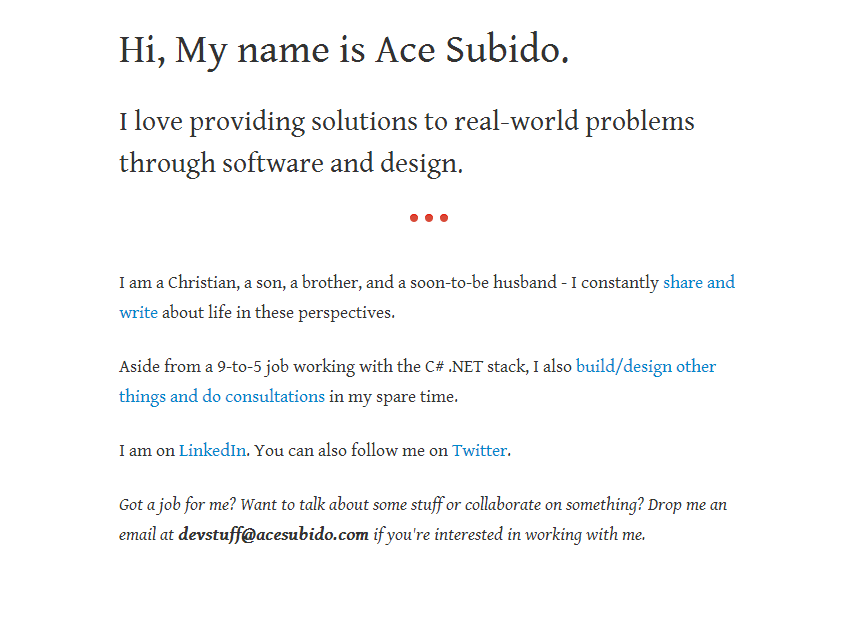 Hi, My name is Ace Subido.
I love providing solutions to real-world problems
through software and design.
I am a Christian, a son, a brother, and a soon-to-be husband - I constantly share and
write about life in these perspectives.
Aside from a 9-to-5 job working with the C# .NET stack, I also build/design other
things and do consultations in my spare time.
I am on LinkedIn. You can also follow me on Twitter.
Got a job for me? Want to talk about some stuff or collaborate on something? Drop me an
email at devstuff@acesubido.com if you're interested in working with me.